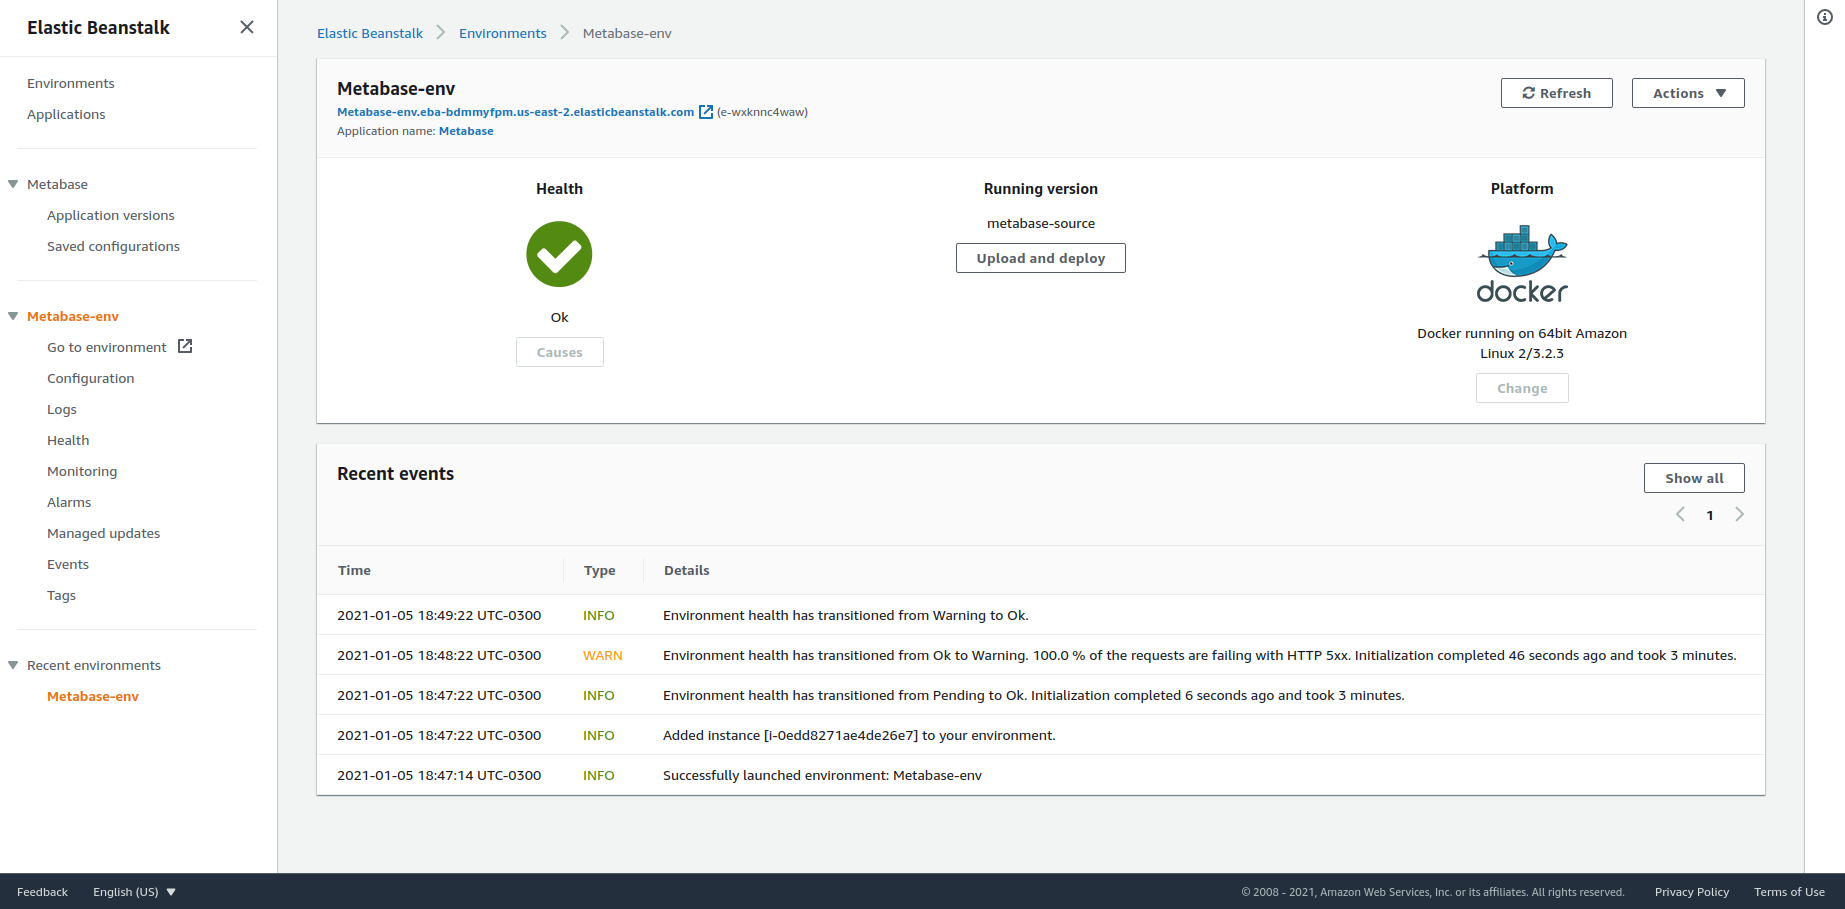 Elastic Beanstalk
Environments
Applications
Metabase
Application versions
Saved configurations
Metabase-env
Go to environment
Configuration
Logs
Health
Monitoring
Alarms
Managed updates
Events
Tags
Recent environments
Metabase-env
Elastic Beanstalk > Environments > Metabase-env
Metabase-env
Metabase-env.eba-bdmmyfpm.us-east-2.elasticbeanstalk.com (e-wxknnc4waw)
Application name: Metabase
Refresh
Actions
Health
Ok
Causes
Running version
metabase-source
Upload and deploy
Platform
docker
Docker running on 64bit Amazon
Linux 2/3.2.3
Change
Recent events
Show all
1
Time Type Details
2021-01-05 18:49:22 UTC-0300 INFO Environment health has transitioned from Warning to Ok.
2021-01-05 18:48:22 UTC-0300 WARN Environment health has transitioned from Ok to Warning. 100.0 % of the requests are failing with HTTP 5xx. Initialization completed 46 seconds ago and took 3 minutes.
2021-01-05 18:47:22 UTC-0300 INFO Environment health has transitioned from Pending to Ok. Initialization completed 6 seconds ago and took 3 minutes.
2021-01-05 18:47:22 UTC-0300 INFO Added instance [i-0edd8271ae4de26e7] to your environment.
2021-01-05 18:47:14 UTC-0300 INFO Successfully launched environment: Metabase-env
Feedback English (US) © 2008 - 2021, Amazon Web Services, Inc. or its affiliates. All rights reserved. Privacy Policy Terms of Use